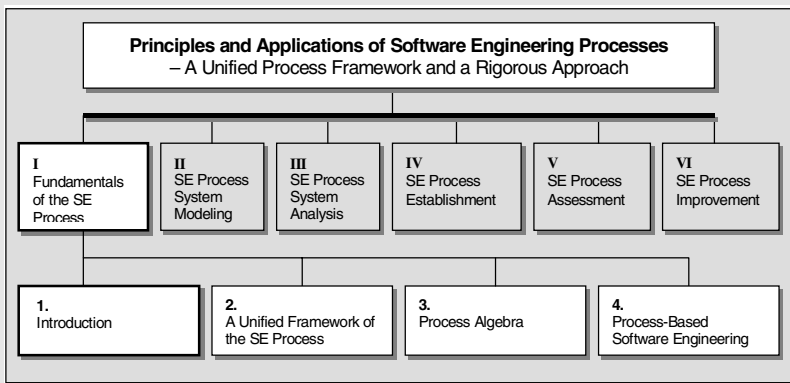 Principles and Applications of Software Engineering Processes
– A Unified Process Framework and a Rigorous Approach
I
Fundamentals
of the SE
Process
II
SE Process
System
Modeling
III
SE Process
System
Analysis
IV
SE Process
Establishment
V
SE Process
Assessment
VI
SE Process
Improvement
1.
Introduction
2.
A Unified Framework of
the SE Process
3.
Process Algebra
4.
Process-Based
Software Engineering